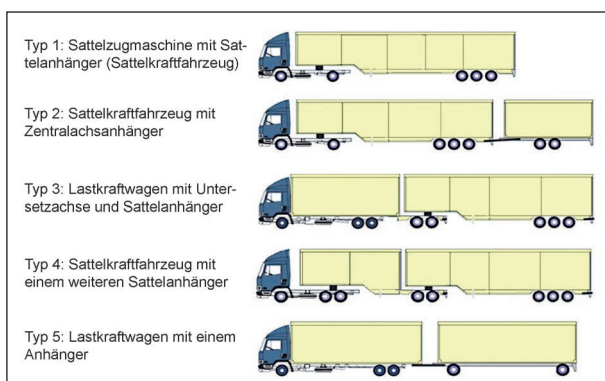 Typ 1: Sattelzugmaschine mit Sat-
telanhänger (Sattelkraftfahrzeug)
Typ 2: Sattelkraftfahrzeug mit
Zentralachsanhänger
Typ 3: Lastkraftwagen mit Unter-
setzachse und Sattelanhänger
Typ 4: Sattelkraftfahrzeug mit
einem weiteren Sattelanhänger
Typ 5: Lastkraftwagen mit einem
Anhänger